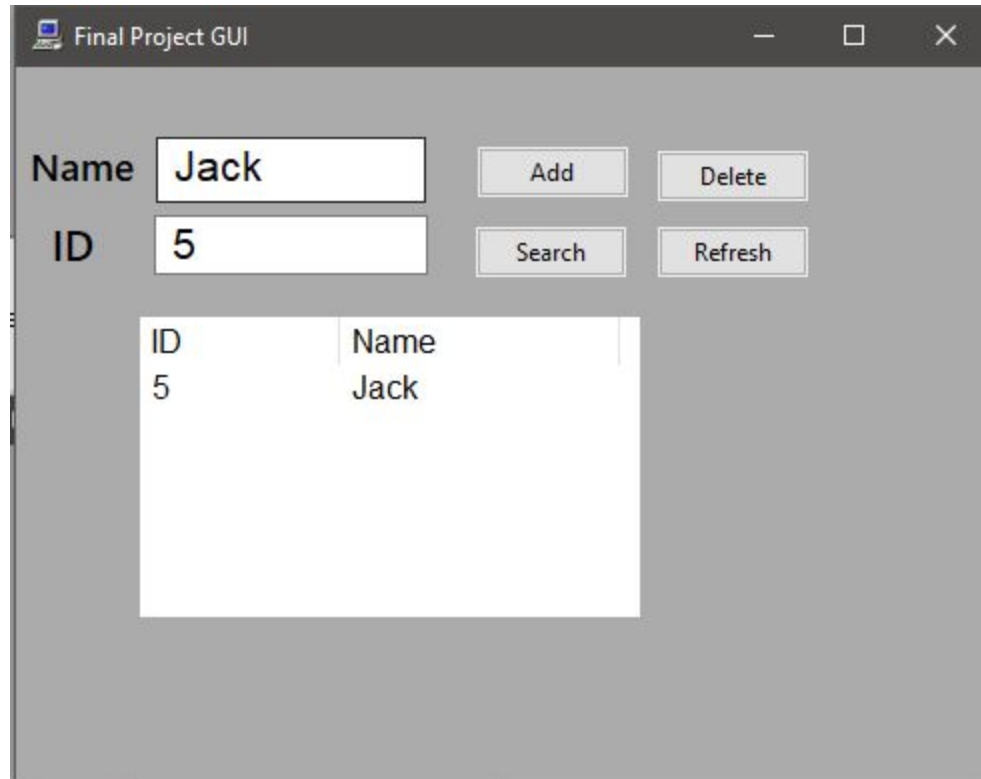 Final Project GUI
Name Jack Add Delete
ID 5 Search Refresh
ID Name
5 Jack